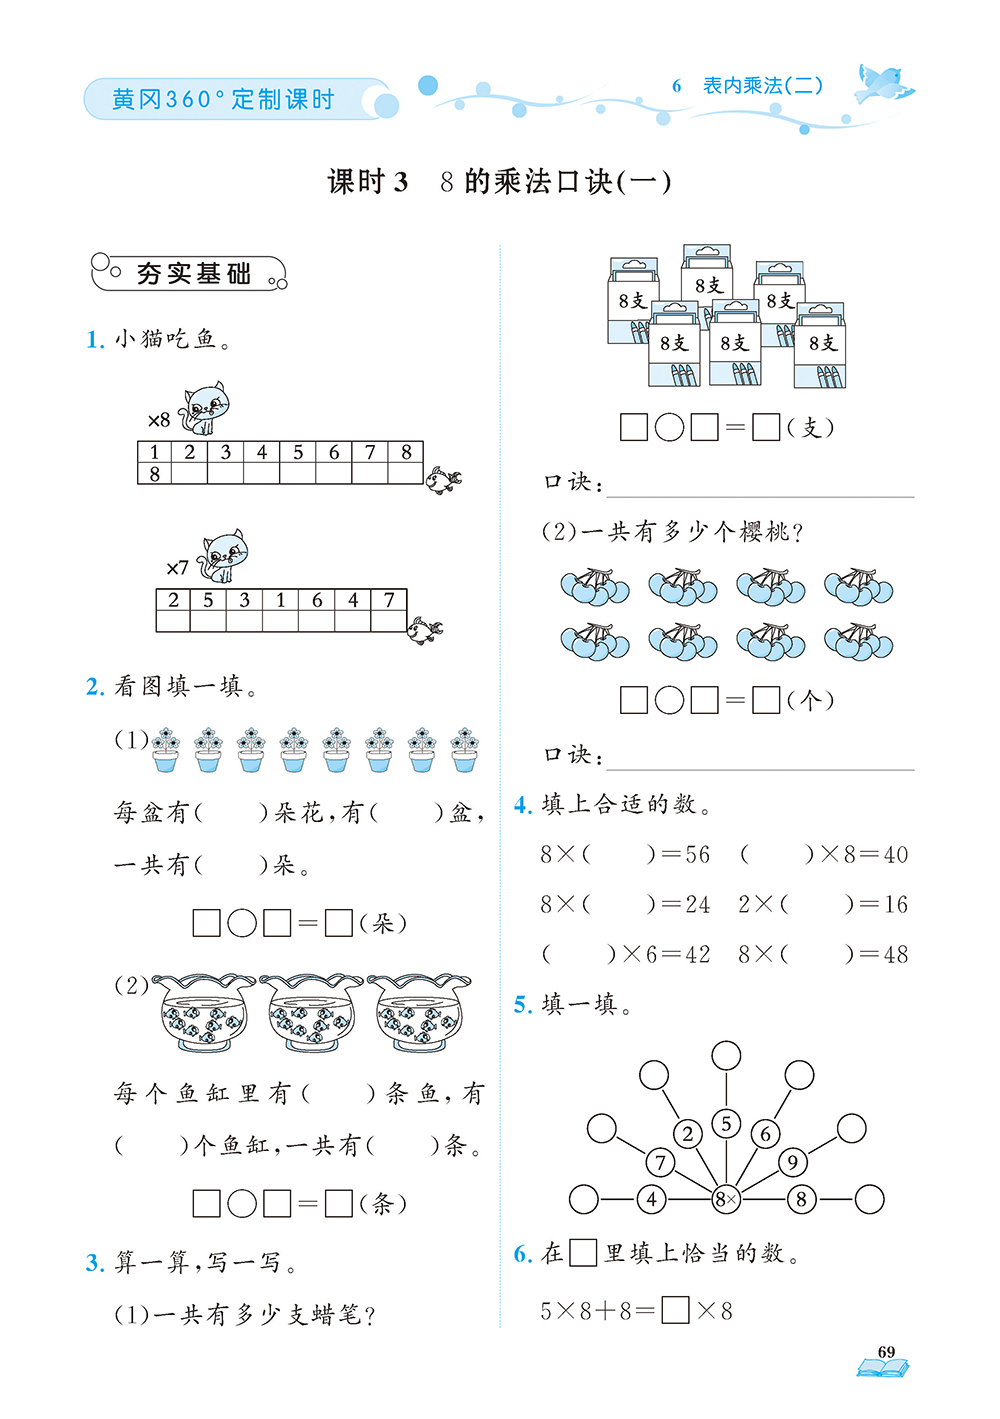 黄冈360°定制课时
6 表内乘法(二)
课时3 8的乘法口诀(一)
夯实基础
1. 小猫吃鱼。
×8
1 2 3 4 5 6 7 8
8
×7
2 5 3 1 6 4 7
2. 看图填一填。
(1)
每盆有( )朵花,有( )盆,
一共有( )朵。
□○□=□(朵)
(2)
每个鱼缸里有( )条鱼,有
( )个鱼缸,一共有( )条。
□○□=□(条)
3. 算一算,写一写。
(1)一共有多少支蜡笔?
8支 8支 8支
8支 8支 8支
□○□=□(支)
口诀:
(2)一共有多少个樱桃?
□○□=□(个)
口诀:
4. 填上合适的数。
8×( )=56 ( )×8=40
8×( )=24 2×( )=16
( )×6=42 8×( )=48
5. 填一填。
5
2 6
7 9
4 8× 8
6. 在□里填上恰当的数。
5×8+8=□×8
69